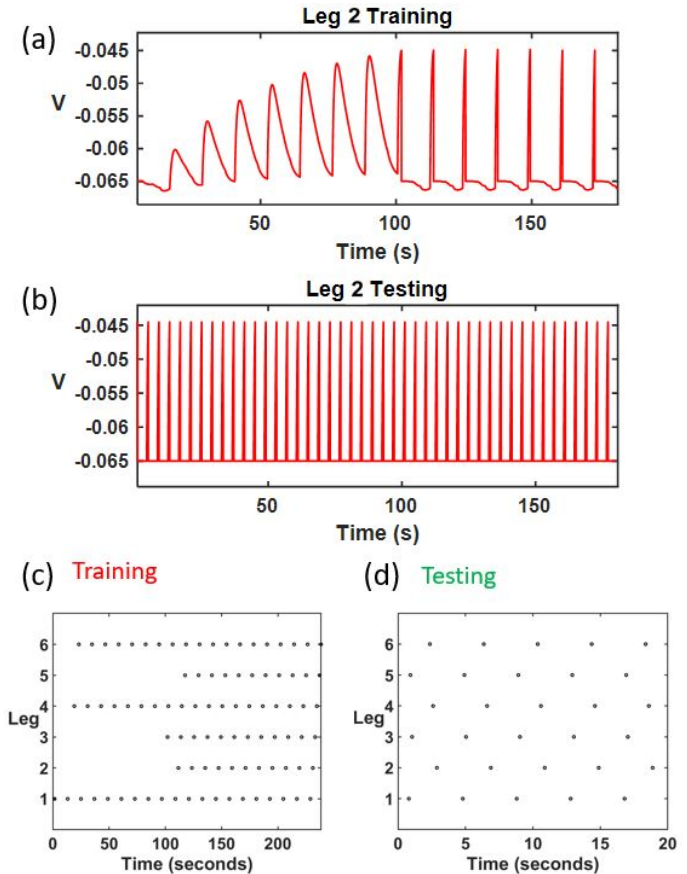 (a) Leg 2 Training
-0.045
-0.05
V
-0.055
-0.06
-0.065
50 100 150
Time (s)
(b) Leg 2 Testing
-0.045
-0.05
V
-0.055
-0.06
-0.065
50 100 150
Time (s)
(c) Training
6
5
4
Leg
3
2
1
0 50 100 150 200
Time (seconds)
(d) Testing
6
5
4
Leg
3
2
1
0 5 10 15 20
Time (seconds)